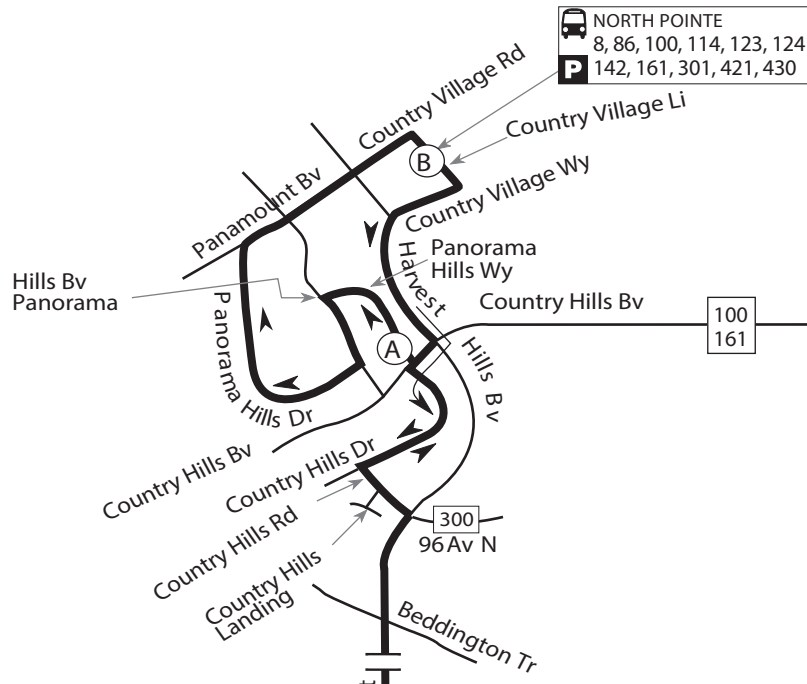 NORTH POINTE
8, 86, 100, 114, 123, 124
P
142, 161, 301, 421, 430
Country Village Rd
Country Village Li
B
Country Village Wy
Panamount Bv
Panorama
Hills Wy
Hills Bv
Panorama
Harvest Hills Bv
Country Hills Bv
100
161
Panorama Hills Dr
A
Country Hills Bv
Country Hills Dr
Country Hills Rd
300
96 Av N
Country Hills
Landing
Beddington Tr